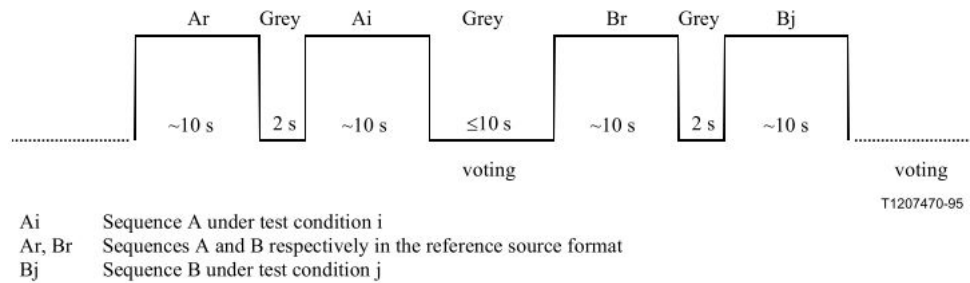 Ar Grey Ai Grey Br Grey Bj
~10 s 2 s ~10 s ≤10 s ~10 s 2 s ~10 s
voting voting
T1207470-95
Ai Sequence A under test condition i
Ar, Br Sequences A and B respectively in the reference source format
Bj Sequence B under test condition j